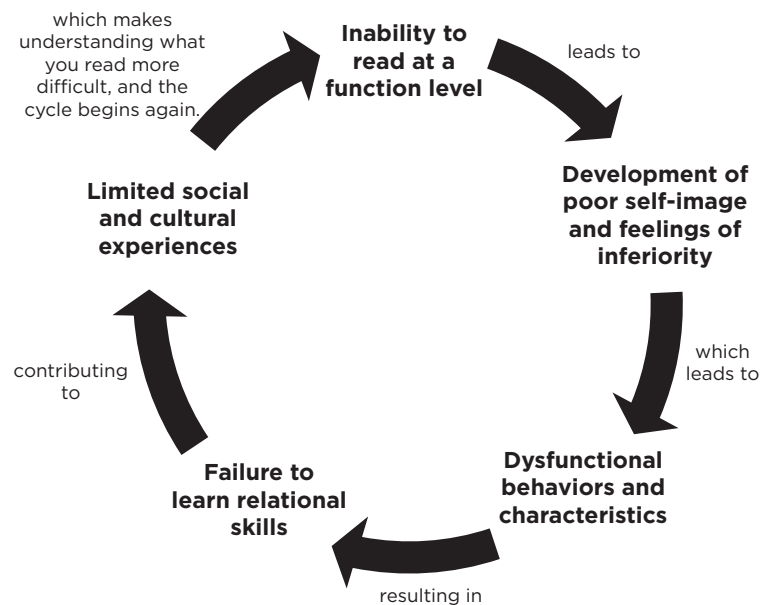 which makes
understanding what
you read more
difficult, and the
cycle begins again.
Inability to
read at a
function level
leads to
Development of
poor self-image
and feelings of
inferiority
which
leads to
Dysfunctional
behaviors and
characteristics
resulting in
Failure to
learn relational
skills
contributing
to
Limited social
and cultural
experiences